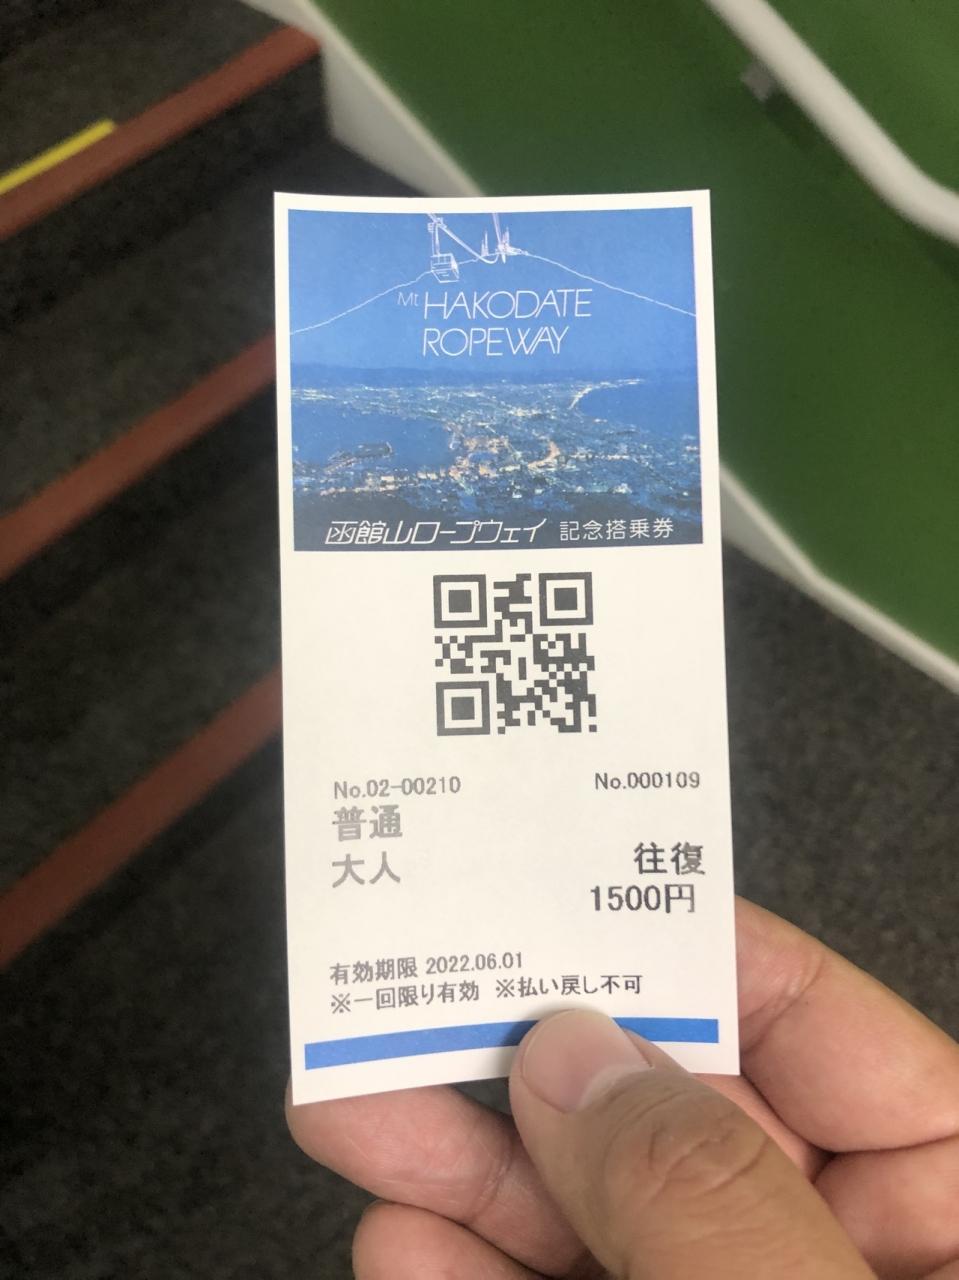 Mt HAKODATE
ROPEWAY
函館山ロープウェイ 記念搭乗券
No.02-00210 No.000109
普通
大人 往復
1500円
有効期限 2022.06.01
※一回限り有効 ※払い戻し不可